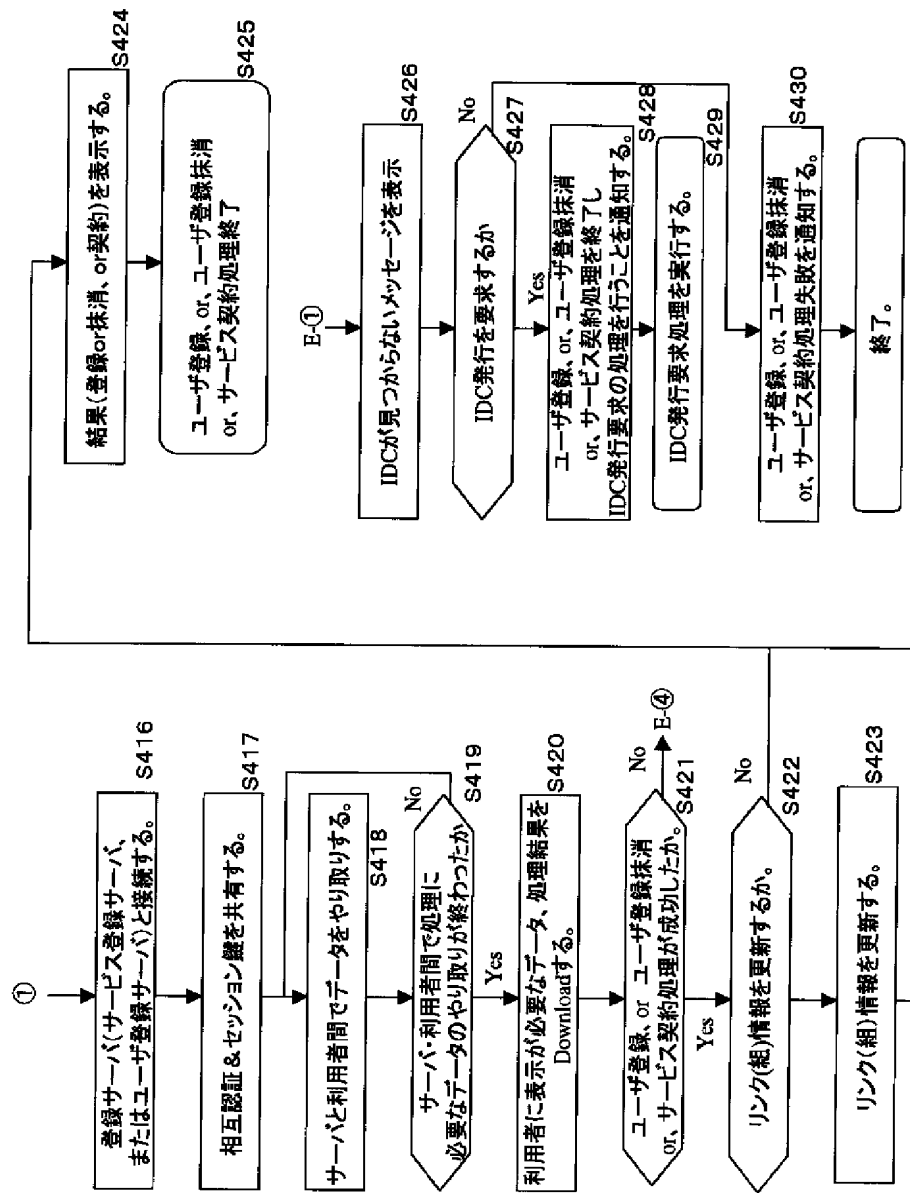 ①
登録サーバ(サービス登録サーバ、
またはユーザ登録サーバ)と接続する。
S416
相互認証&セッション鍵を共有する。
S417
サーバと利用者間でデータをやり取りする。
S418
サーバ・利用者間で処理に
必要なデータのやり取りが終わったか
No
S419
Yes
利用者に表示が必要なデータ、処理結果を
Downloadする。
S420
ユーザ登録、or ユーザ登録抹消
or、サービス契約処理が成功したか。
No
E-④
S421
Yes
リンク(組)情報を更新するか。
No
S422
リンク(組)情報を更新する。
S423
結果(登録or抹消、or契約)を表示する。
S424
ユーザ登録、or、ユーザ登録抹消
or、サービス契約処理終了
S425
E-①
IDCが見つからないメッセージを表示
S426
IDC発行を要求するか
No
S427
Yes
ユーザ登録、or、ユーザ登録抹消
or、サービス契約処理を終了し
IDC発行要求の処理を行うことを通知する。
S428
IDC発行要求処理を実行する。
S429
ユーザ登録、or、ユーザ登録抹消
or、サービス契約処理失敗を通知する。
S430
終了。